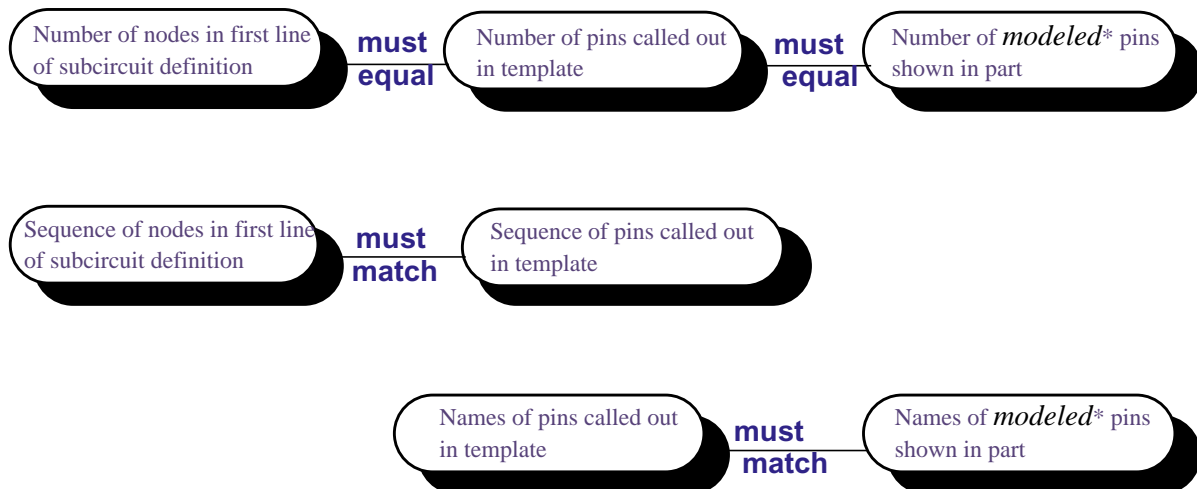 Number of nodes in first line
of subcircuit definition
must
equal
Number of pins called out
in template
must
equal
Number of modeled* pins
shown in part
Sequence of nodes in first line
of subcircuit definition
must
match
Sequence of pins called out
in template
Names of pins called out
in template
must
match
Names of modeled* pins
shown in part